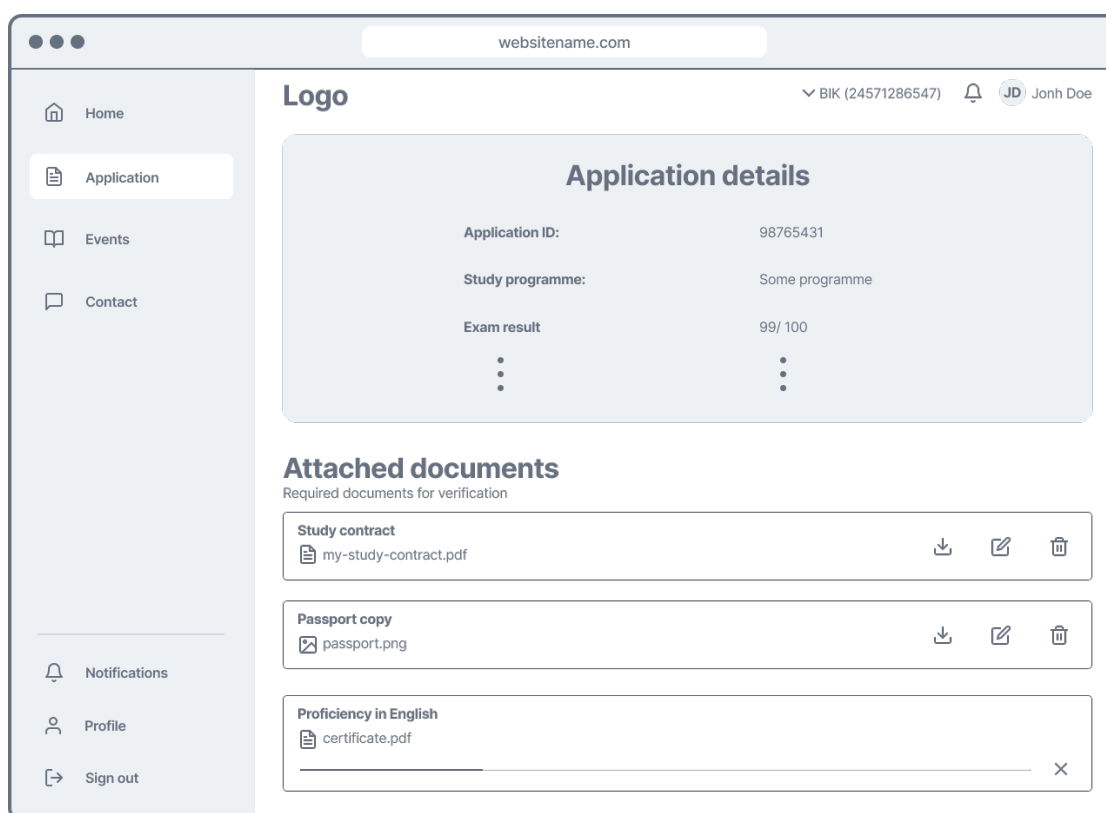 websitename.com
Logo
BIK (24571286547)
JD
Jonh Doe
Home
Application
Events
Contact
Notifications
Profile
Sign out
Application details
Application ID: 98765431
Study programme: Some programme
Exam result 99/ 100
Attached documents
Required documents for verification
Study contract
my-study-contract.pdf
Passport copy
passport.png
Proficiency in English
certificate.pdf